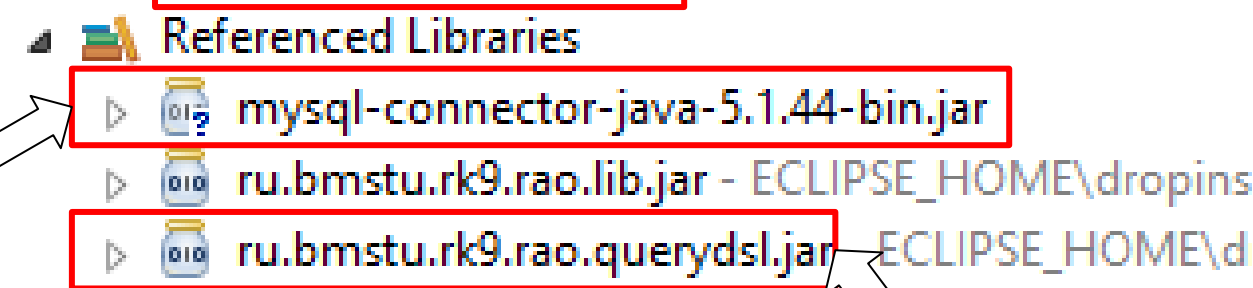 Referenced Libraries
mysql-connector-java-5.1.44-bin.jar
ru.bmstu.rk9.rao.lib.jar - ECLIPSE_HOME\dropins
ru.bmstu.rk9.rao.querydsl.jar ECLIPSE_HOME\d